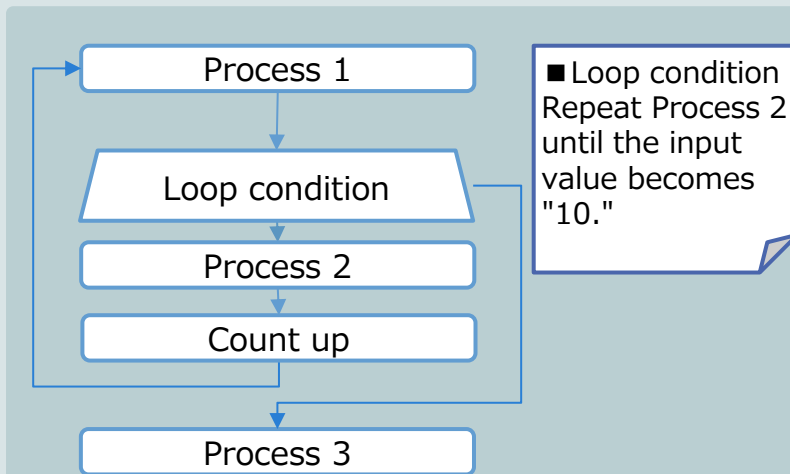 Process 1
Loop condition
Process 2
Count up
Process 3
■Loop condition
Repeat Process 2
until the input
value becomes
"10."